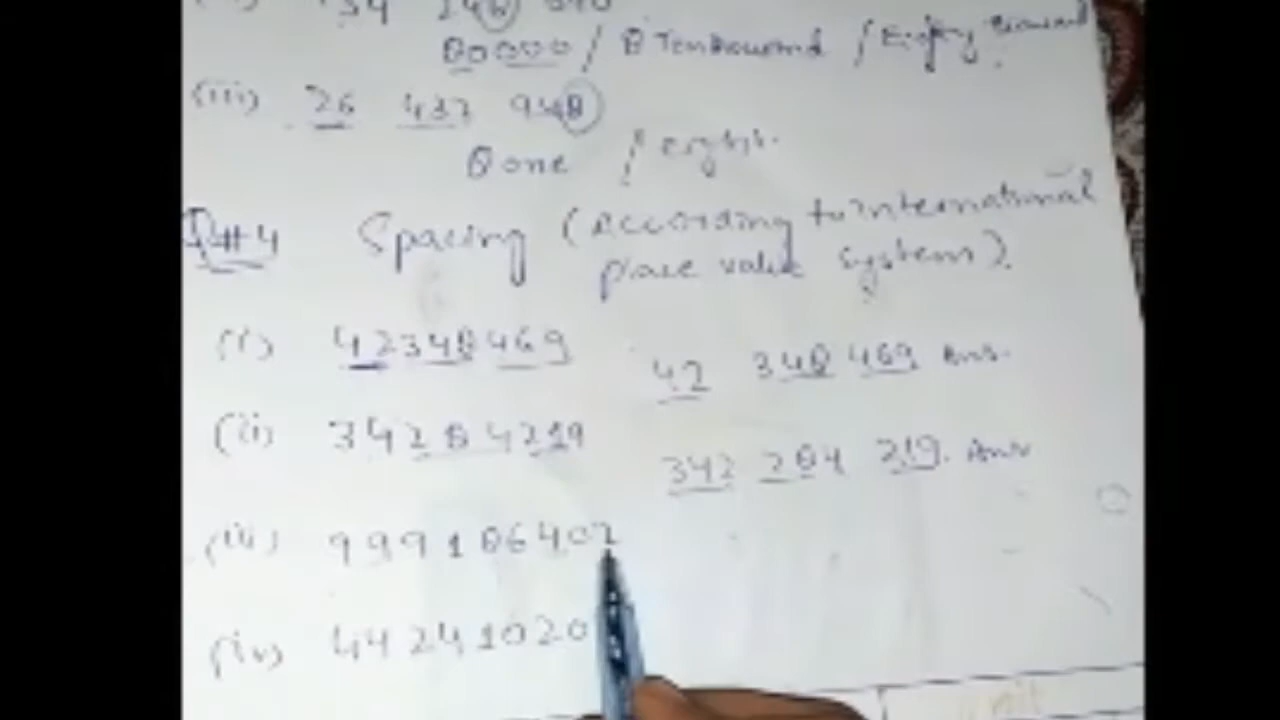 80000 / 8 Ten thousand / Eighty thousand
(iii) 26 437 948
8 one / eight.
Q#4 Spacing (According to international
place value system).
(i) 42348469 42 348 469 Ans.
(ii) 342284219 342 284 219. Ans
(iii) 999186402
(iv) 44241020